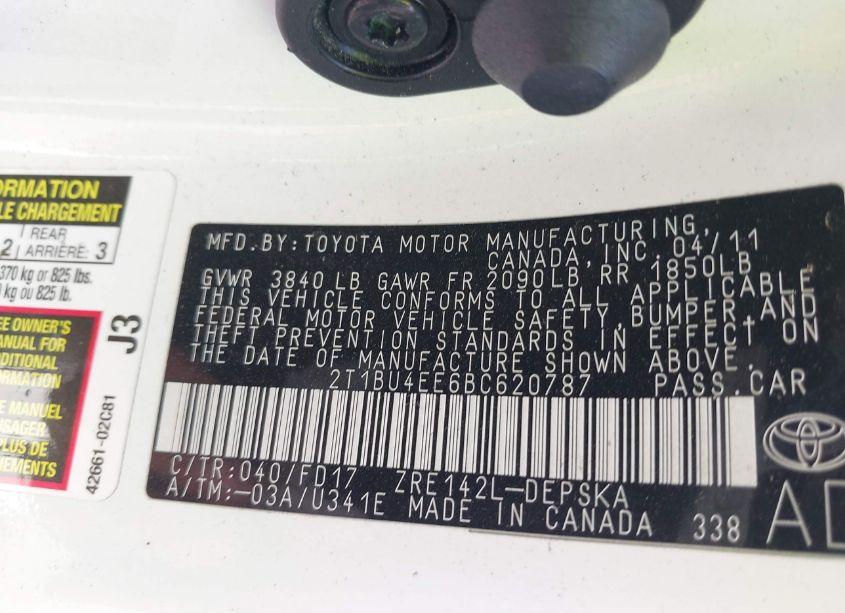 ORMATION
LE CHARGEMENT
2 REAR ARRIÈRE: 3
370 kg or 825 lbs.
kg ou 825 lb.
EE OWNER'S
ANUAL FOR
DDITIONAL
ORMATION
E MANUEL
USAGER
PLUS DE
NEMENTS
J3
42661-02C81
MFD.BY:TOYOTA MOTOR MANUFACTURING,
CANADA, INC. 04/11
GVWR 3840 LB GAWR FR 2090LB, RR 1850LB
THIS VEHICLE CONFORMS TO ALL APPLICABLE
FEDERAL MOTOR VEHICLE SAFETY, BUMPER,AND
THEFT PREVENTION STANDARDS IN EFFECT ON
THE DATE OF MANUFACTURE SHOWN ABOVE.
2T1BU4EE6BC620787 PASS.CAR
C/TR:040/FD17 ZRE142L-DEPSKA
A/TM:-03A/U341E MADE IN CANADA 338
AD